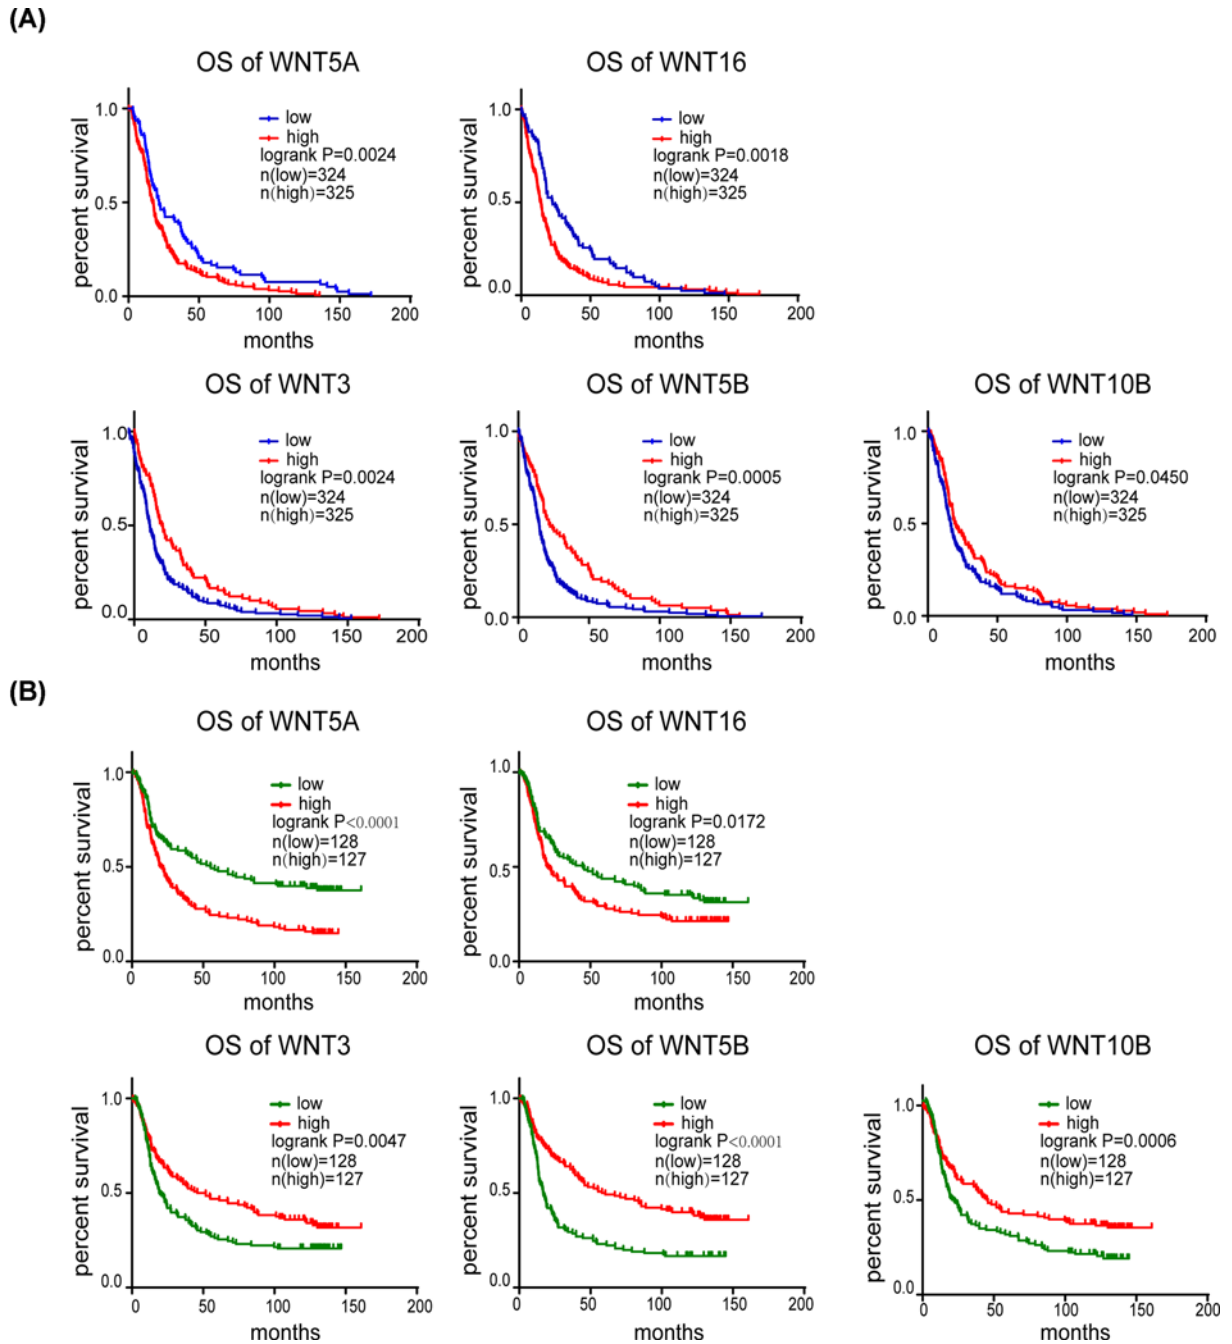 (A)
OS of WNT5A
percent survival
1.0
0.5
0.0
low
high
logrank P=0.0024
n(low)=324
n(high)=325
0 50 100 150 200
months
OS of WNT16
percent survival
1.0
0.5
0.0
low
high
logrank P=0.0018
n(low)=324
n(high)=325
0 50 100 150 200
months
OS of WNT3
percent survival
1.0
0.5
0.0
low
high
logrank P=0.0024
n(low)=324
n(high)=325
0 50 100 150 200
months
OS of WNT5B
percent survival
1.0
0.5
0.0
low
high
logrank P=0.0005
n(low)=324
n(high)=325
0 50 100 150 200
months
OS of WNT10B
percent survival
1.0
0.5
0.0
low
high
logrank P=0.0450
n(low)=324
n(high)=325
0 50 100 150 200
months
(B)
OS of WNT5A
percent survival
1.0
0.5
0.0
low
high
logrank P<0.0001
n(low)=128
n(high)=127
0 50 100 150 200
months
OS of WNT16
percent survival
1.0
0.5
0.0
low
high
logrank P=0.0172
n(low)=128
n(high)=127
0 50 100 150 200
months
OS of WNT3
percent survival
1.0
0.5
0.0
low
high
logrank P=0.0047
n(low)=128
n(high)=127
0 50 100 150 200
months
OS of WNT5B
percent survival
1.0
0.5
0.0
low
high
logrank P<0.0001
n(low)=128
n(high)=127
0 50 100 150 200
months
OS of WNT10B
percent survival
1.0
0.5
0.0
low
high
logrank P=0.0006
n(low)=128
n(high)=127
0 50 100 150 200
months